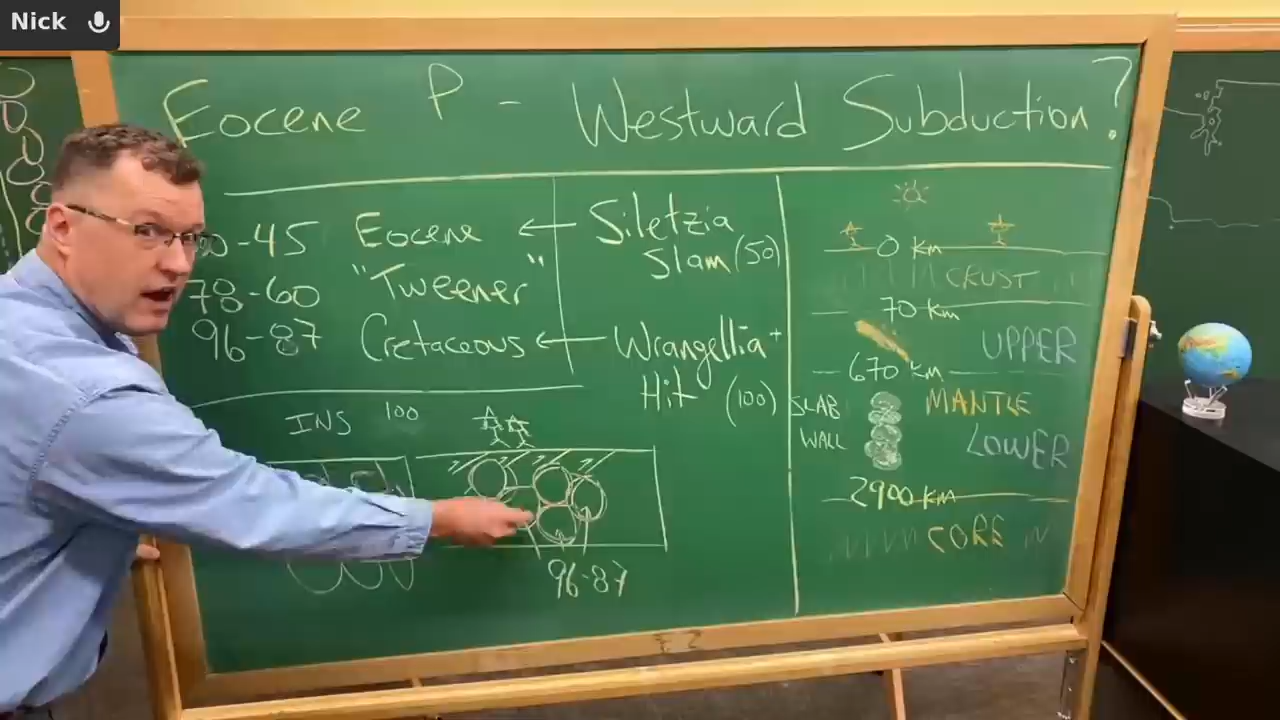 Nick
Eocene P - Westward Subduction?
0-45 Eocene ← Siletzia
Slam (50)
78-60 "Tweener"
96-87 Cretaceous ← Wrangellia +
Hit (100)
INS 100
96-87
0 km
CRUST
70 km
UPPER
670 km
SLAB
WALL
MANTLE
LOWER
2900 km
CORE